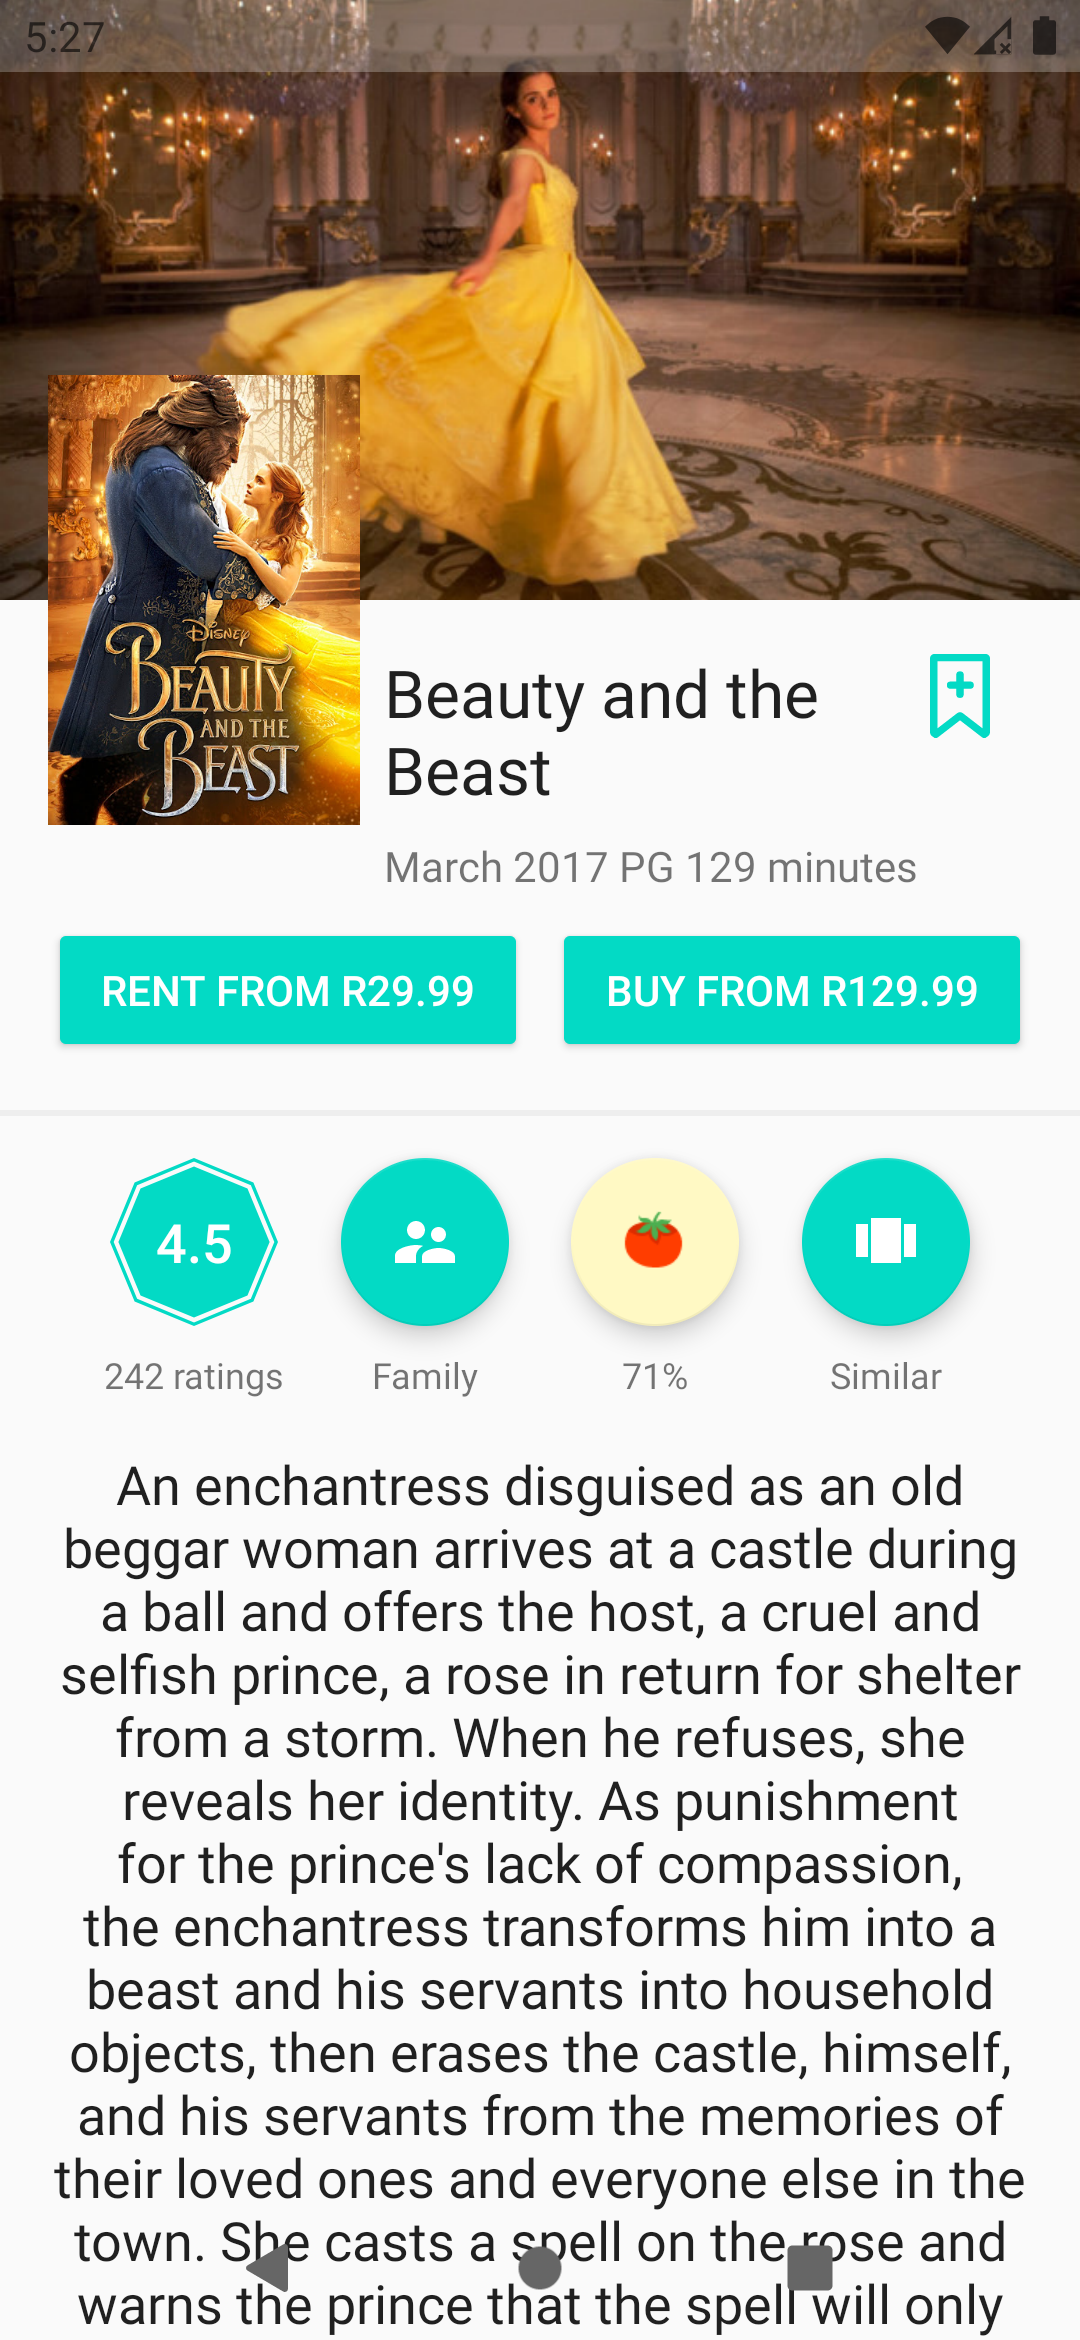 5:27
Disney
BEAUTY
AND THE
BEAST
Beauty and the
Beast
March 2017 PG 129 minutes
RENT FROM R29.99
BUY FROM R129.99
4.5
242 ratings
Family
71%
Similar
An enchantress disguised as an old
beggar woman arrives at a castle during
a ball and offers the host, a cruel and
selfish prince, a rose in return for shelter
from a storm. When he refuses, she
reveals her identity. As punishment
for the prince's lack of compassion,
the enchantress transforms him into a
beast and his servants into household
objects, then erases the castle, himself,
and his servants from the memories of
their loved ones and everyone else in the
town. She casts a spell on the rose and
warns the prince that the spell will only